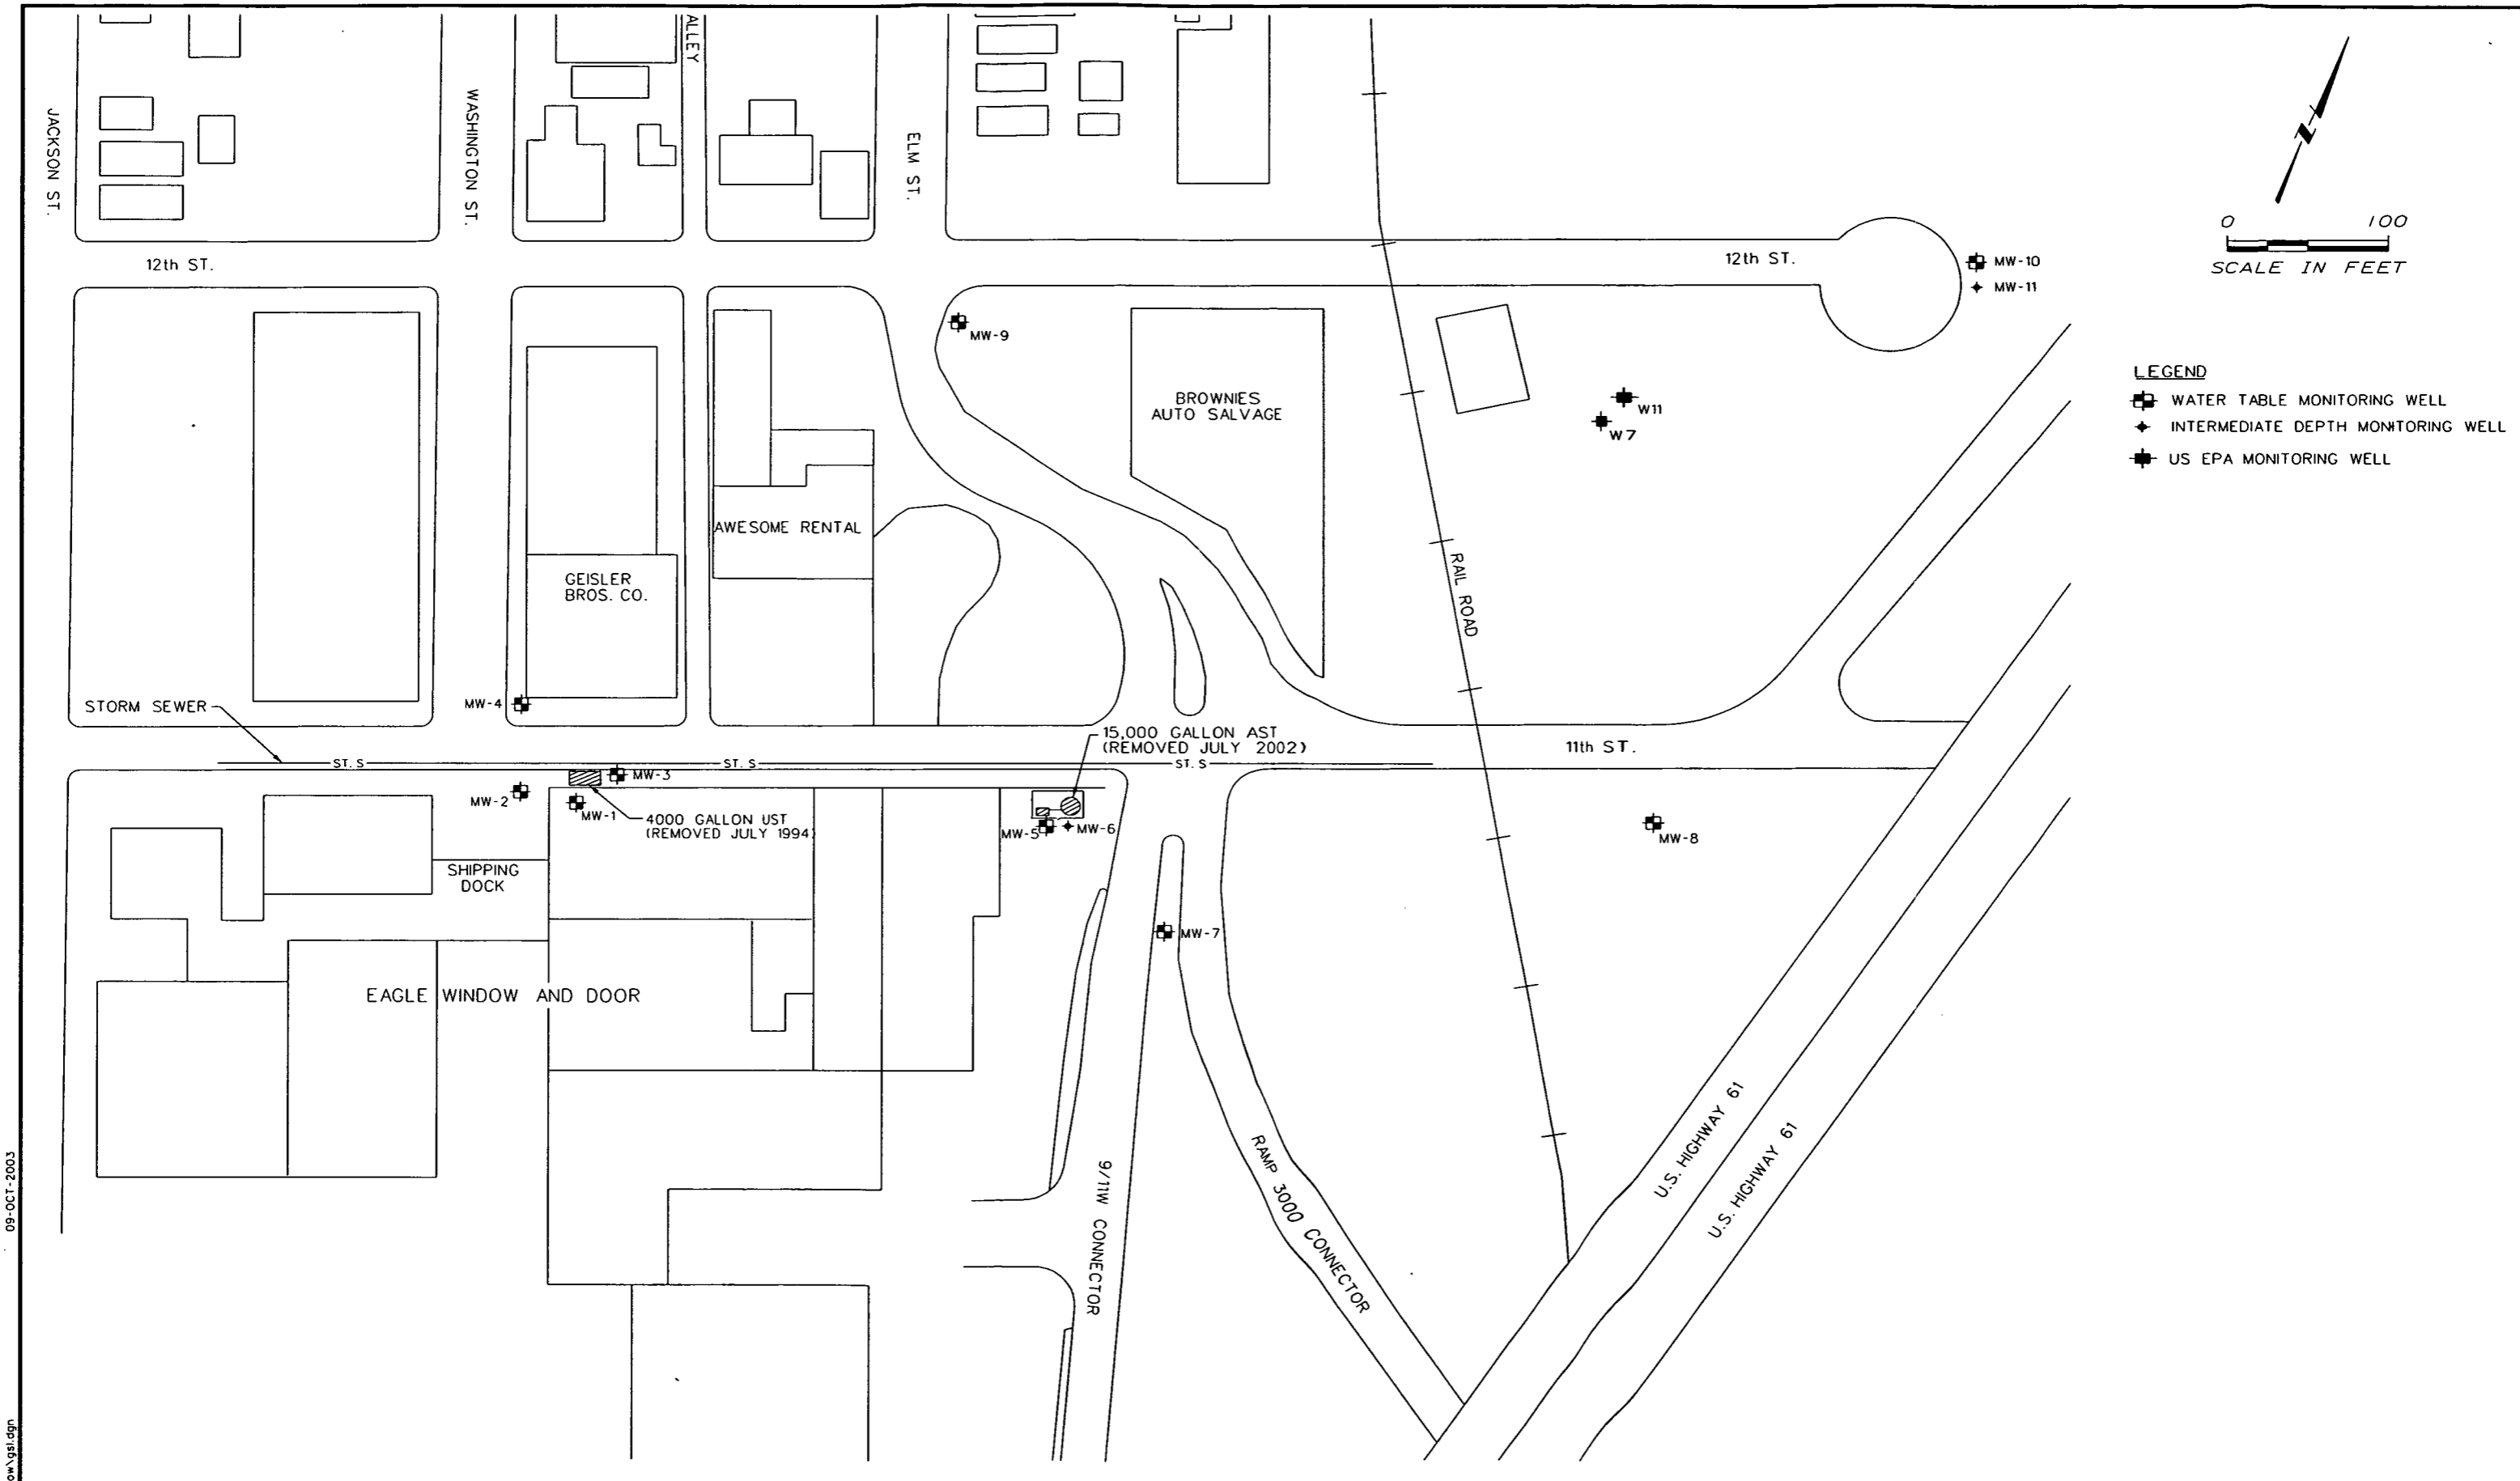 ALLEY
JACKSON ST.
WASHINGTON ST.
ELM ST.
N
0 100
SCALE IN FEET
12th ST.
12th ST.
MW-10
MW-11
MW-9
LEGEND
WATER TABLE MONITORING WELL
INTERMEDIATE DEPTH MONITORING WELL
US EPA MONITORING WELL
BROWNIES
AUTO SALVAGE
W11
W7
AWESOME RENTAL
GEISLER
BROS. CO.
RAIL ROAD
MW-4
STORM SEWER
15,000 GALLON AST
(REMOVED JULY 2002)
11th ST.
ST. S
ST. S
ST. S
MW-3
MW-2
MW-1
4000 GALLON UST
(REMOVED JULY 1994)
MW-5
MW-6
MW-8
SHIPPING
DOCK
MW-7
EAGLE WINDOW AND DOOR
U.S. HIGHWAY 61
U.S. HIGHWAY 61
9/11W CONNECTOR
RAMP 3000 CONNECTOR
09-OCT-2003
ow\gsl.dgn